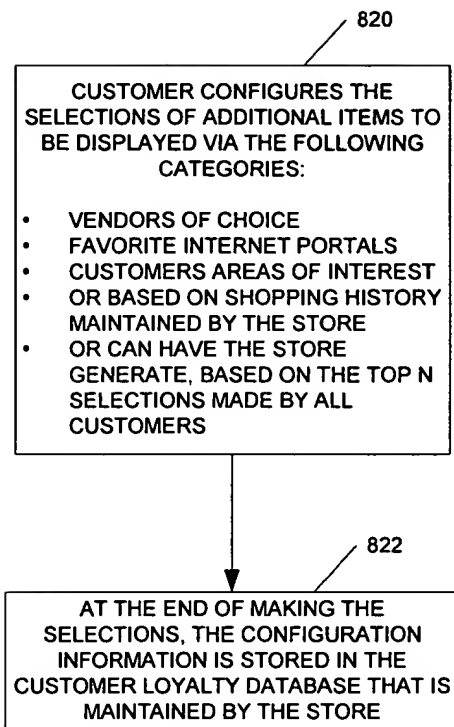 820
CUSTOMER CONFIGURES THE
SELECTIONS OF ADDITIONAL ITEMS TO
BE DISPLAYED VIA THE FOLLOWING
CATEGORIES:
• VENDORS OF CHOICE
• FAVORITE INTERNET PORTALS
• CUSTOMERS AREAS OF INTEREST
• OR BASED ON SHOPPING HISTORY
MAINTAINED BY THE STORE
• OR CAN HAVE THE STORE
GENERATE, BASED ON THE TOP N
SELECTIONS MADE BY ALL
CUSTOMERS
822
AT THE END OF MAKING THE
SELECTIONS, THE CONFIGURATION
INFORMATION IS STORED IN THE
CUSTOMER LOYALTY DATABASE THAT IS
MAINTAINED BY THE STORE